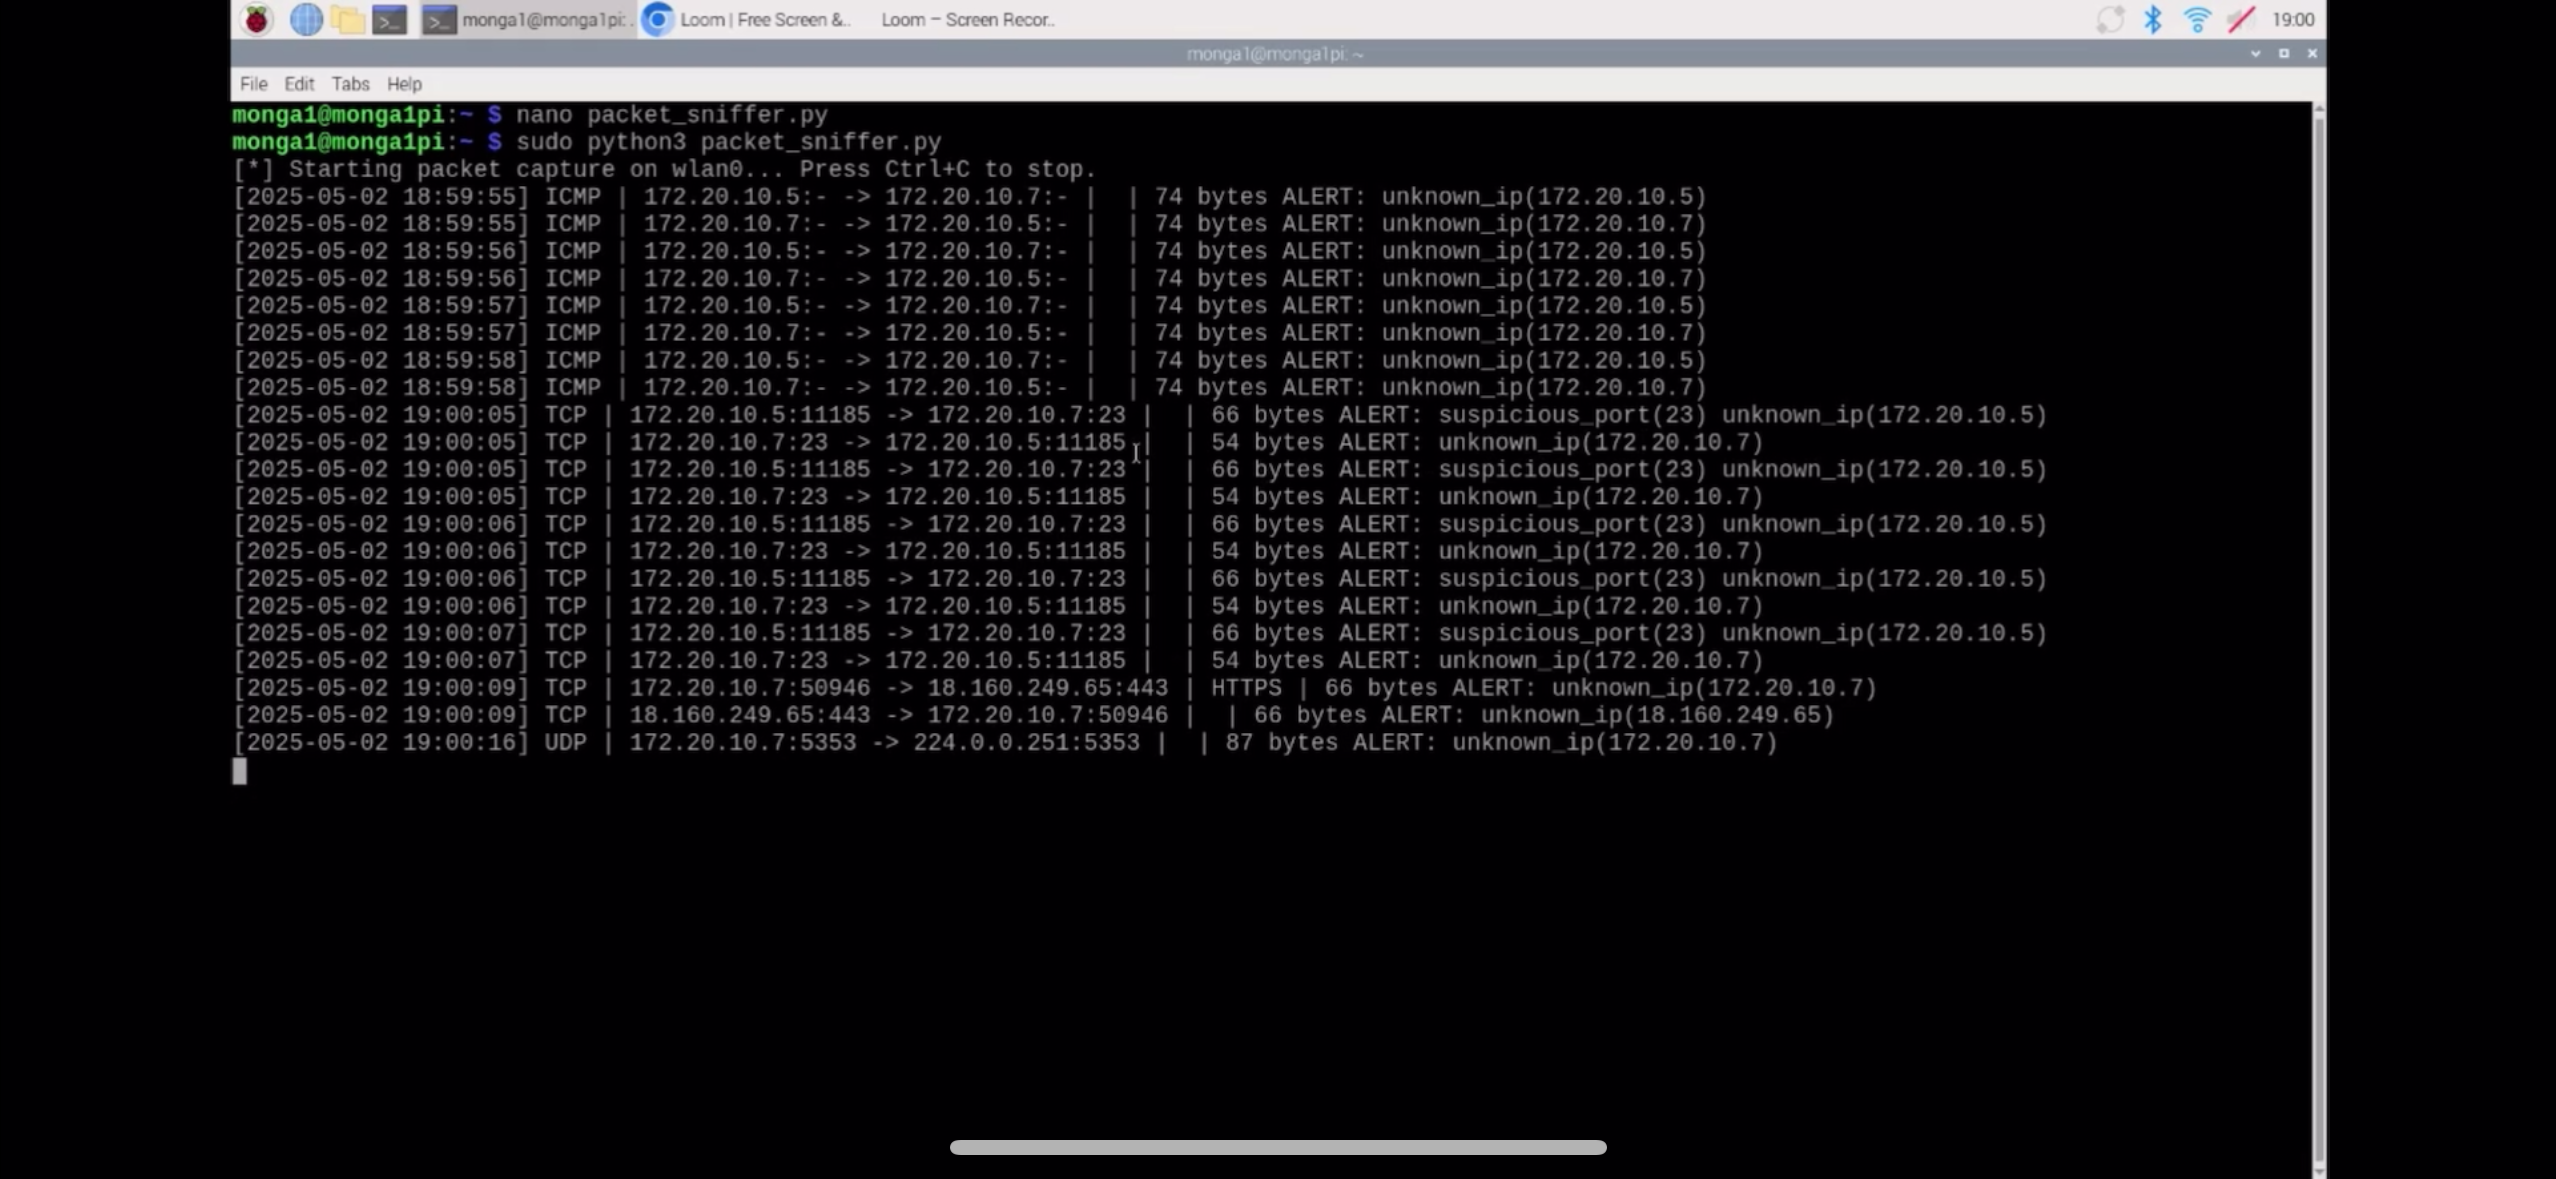 monga1@monga1pi: .
Loom | Free Screen &..
Loom – Screen Recor..
19:00
monga1@monga1pi: ~
File Edit Tabs Help
monga1@monga1pi:~ $ nano packet_sniffer.py
monga1@monga1pi:~ $ sudo python3 packet_sniffer.py
[*] Starting packet capture on wlan0... Press Ctrl+C to stop.
[2025-05-02 18:59:55] ICMP | 172.20.10.5:- -> 172.20.10.7:- |  | 74 bytes ALERT: unknown_ip(172.20.10.5)
[2025-05-02 18:59:55] ICMP | 172.20.10.7:- -> 172.20.10.5:- |  | 74 bytes ALERT: unknown_ip(172.20.10.7)
[2025-05-02 18:59:56] ICMP | 172.20.10.5:- -> 172.20.10.7:- |  | 74 bytes ALERT: unknown_ip(172.20.10.5)
[2025-05-02 18:59:56] ICMP | 172.20.10.7:- -> 172.20.10.5:- |  | 74 bytes ALERT: unknown_ip(172.20.10.7)
[2025-05-02 18:59:57] ICMP | 172.20.10.5:- -> 172.20.10.7:- |  | 74 bytes ALERT: unknown_ip(172.20.10.5)
[2025-05-02 18:59:57] ICMP | 172.20.10.7:- -> 172.20.10.5:- |  | 74 bytes ALERT: unknown_ip(172.20.10.7)
[2025-05-02 18:59:58] ICMP | 172.20.10.5:- -> 172.20.10.7:- |  | 74 bytes ALERT: unknown_ip(172.20.10.5)
[2025-05-02 18:59:58] ICMP | 172.20.10.7:- -> 172.20.10.5:- |  | 74 bytes ALERT: unknown_ip(172.20.10.7)
[2025-05-02 19:00:05] TCP | 172.20.10.5:11185 -> 172.20.10.7:23 |  | 66 bytes ALERT: suspicious_port(23) unknown_ip(172.20.10.5)
[2025-05-02 19:00:05] TCP | 172.20.10.7:23 -> 172.20.10.5:11185 |  | 54 bytes ALERT: unknown_ip(172.20.10.7)
[2025-05-02 19:00:05] TCP | 172.20.10.5:11185 -> 172.20.10.7:23 |  | 66 bytes ALERT: suspicious_port(23) unknown_ip(172.20.10.5)
[2025-05-02 19:00:05] TCP | 172.20.10.7:23 -> 172.20.10.5:11185 |  | 54 bytes ALERT: unknown_ip(172.20.10.7)
[2025-05-02 19:00:06] TCP | 172.20.10.5:11185 -> 172.20.10.7:23 |  | 66 bytes ALERT: suspicious_port(23) unknown_ip(172.20.10.5)
[2025-05-02 19:00:06] TCP | 172.20.10.7:23 -> 172.20.10.5:11185 |  | 54 bytes ALERT: unknown_ip(172.20.10.7)
[2025-05-02 19:00:06] TCP | 172.20.10.5:11185 -> 172.20.10.7:23 |  | 66 bytes ALERT: suspicious_port(23) unknown_ip(172.20.10.5)
[2025-05-02 19:00:06] TCP | 172.20.10.7:23 -> 172.20.10.5:11185 |  | 54 bytes ALERT: unknown_ip(172.20.10.7)
[2025-05-02 19:00:07] TCP | 172.20.10.5:11185 -> 172.20.10.7:23 |  | 66 bytes ALERT: suspicious_port(23) unknown_ip(172.20.10.5)
[2025-05-02 19:00:07] TCP | 172.20.10.7:23 -> 172.20.10.5:11185 |  | 54 bytes ALERT: unknown_ip(172.20.10.7)
[2025-05-02 19:00:09] TCP | 172.20.10.7:50946 -> 18.160.249.65:443 | HTTPS | 66 bytes ALERT: unknown_ip(172.20.10.7)
[2025-05-02 19:00:09] TCP | 18.160.249.65:443 -> 172.20.10.7:50946 |  | 66 bytes ALERT: unknown_ip(18.160.249.65)
[2025-05-02 19:00:16] UDP | 172.20.10.7:5353 -> 224.0.0.251:5353 |  | 87 bytes ALERT: unknown_ip(172.20.10.7)